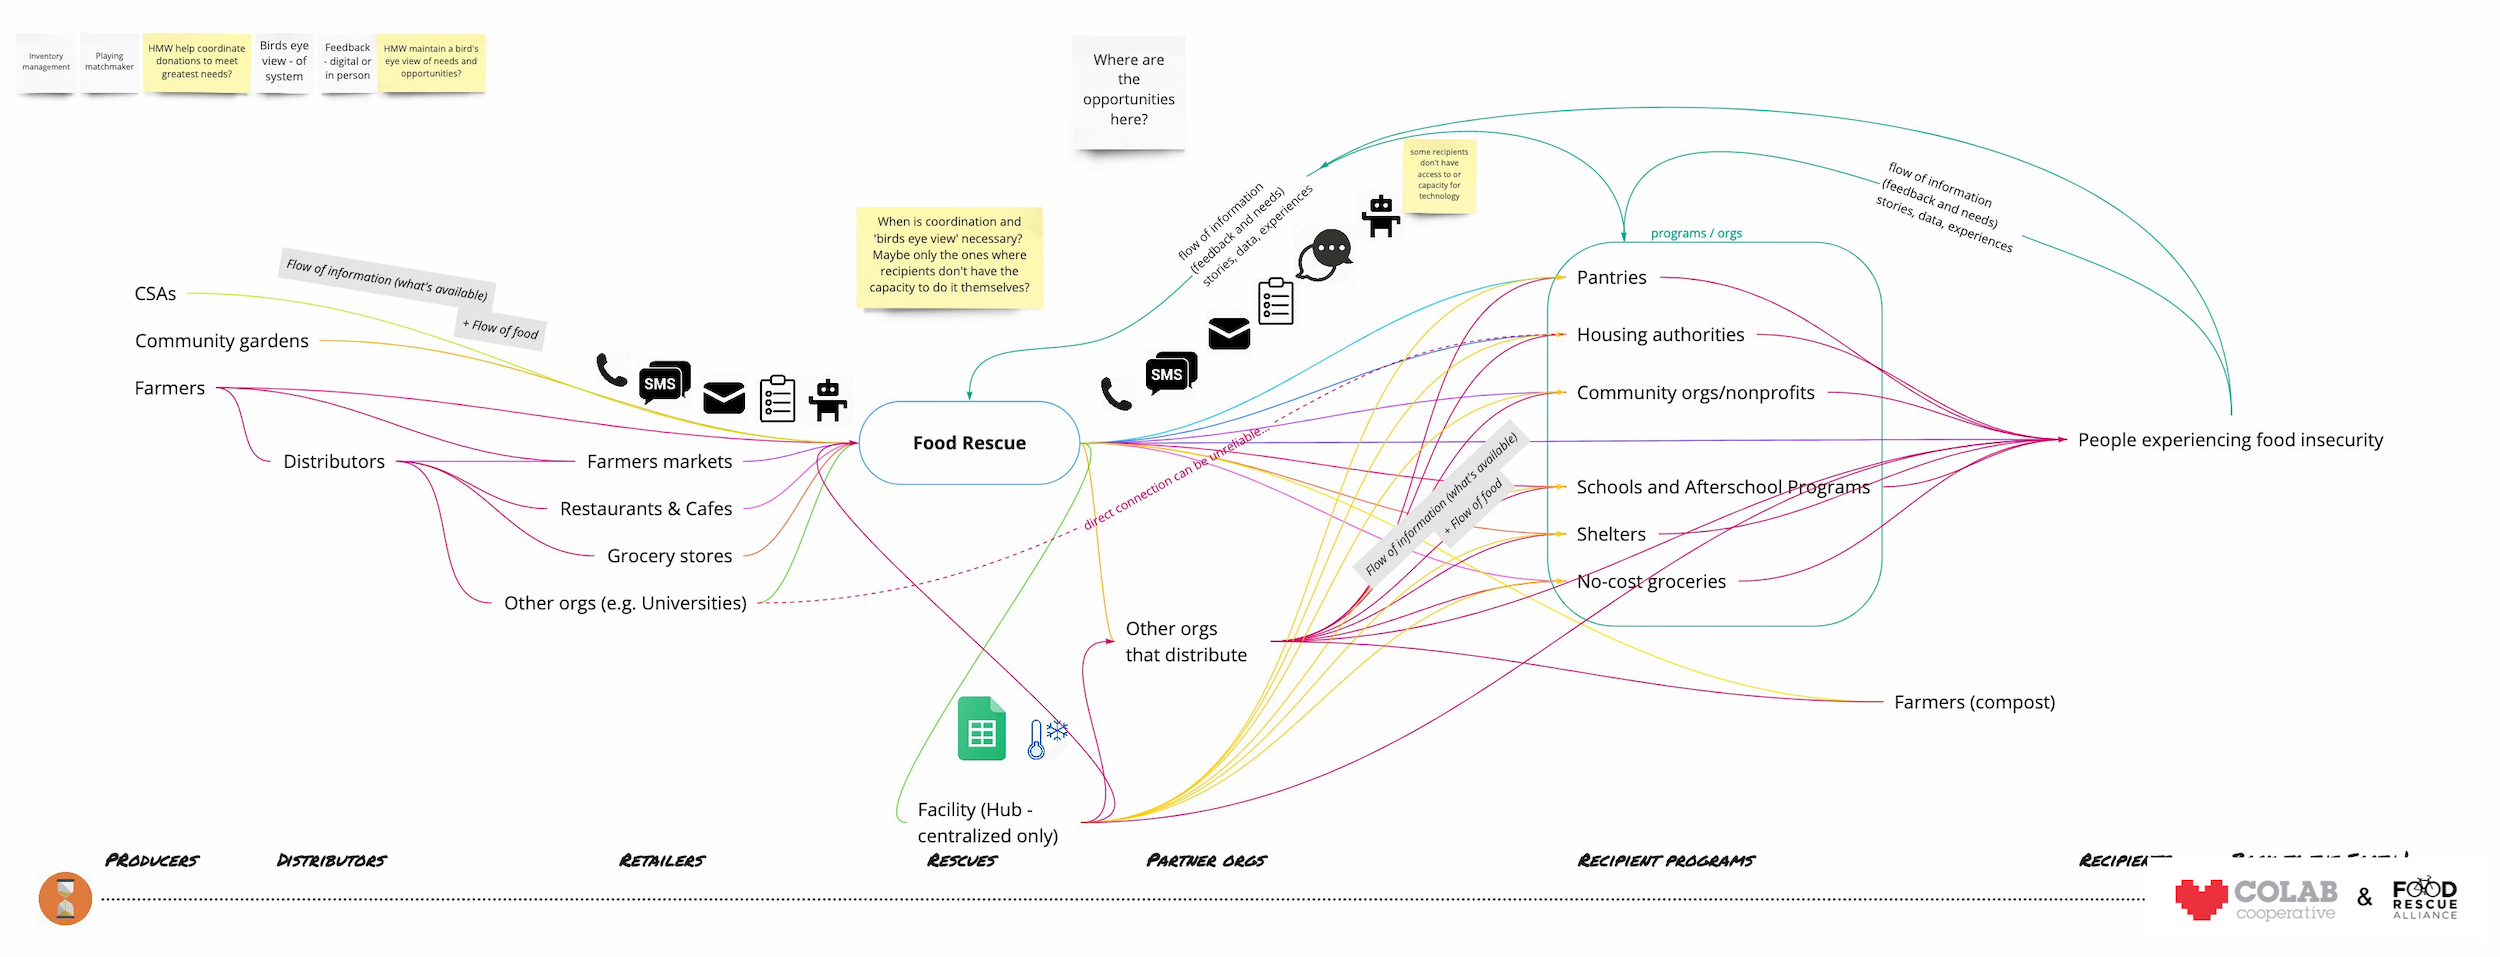 Inventory
management
Playing
matchmaker
HMW help coordinate
donations to meet
greatest needs?
Birds eye
view - of
system
Feedback
- digital or
in person
HMW maintain a bird's
eye view of needs and
opportunities?
Where are
the
opportunities
here?
some recipients
don't have
access to or
capacity for
technology
When is coordination and
'birds eye view' necessary?
Maybe only the ones where
recipients don't have the
capacity to do it themselves?
flow of information
(feedback and needs)
stories, data, experiences
flow of information
(feedback and needs)
stories, data, experiences
programs / orgs
Flow of information (what's available)
+ Flow of food
CSAs
Community gardens
Farmers
Distributors
Farmers markets
Restaurants & Cafes
Grocery stores
Other orgs (e.g. Universities)
SMS
SMS
Food Rescue
direct connection can be unreliable...
Flow of information (what's available)
+ Flow of food
Pantries
Housing authorities
Community orgs/nonprofits
Schools and Afterschool Programs
Shelters
No-cost groceries
People experiencing food insecurity
Other orgs
that distribute
Farmers (compost)
Facility (Hub -
centralized only)
Producers
Distributors
Retailers
Rescues
Partner orgs
Recipient programs
COLAB
cooperative
&
FOOD
RESCUE
ALLIANCE